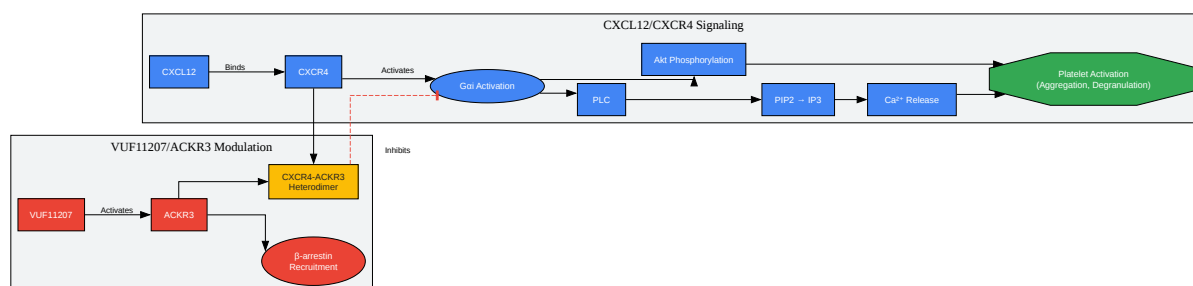 CXCL12/CXCR4 Signaling
CXCL12
Binds
CXCR4
Activates
Gαi Activation
Akt Phosphorylation
PLC
PIP2 → IP3
Ca²⁺ Release
Platelet Activation
(Aggregation, Degranulation)
VUF11207/ACKR3 Modulation
Inhibits
CXCR4-ACKR3
Heterodimer
VUF11207
Activates
ACKR3
β-arrestin
Recruitment